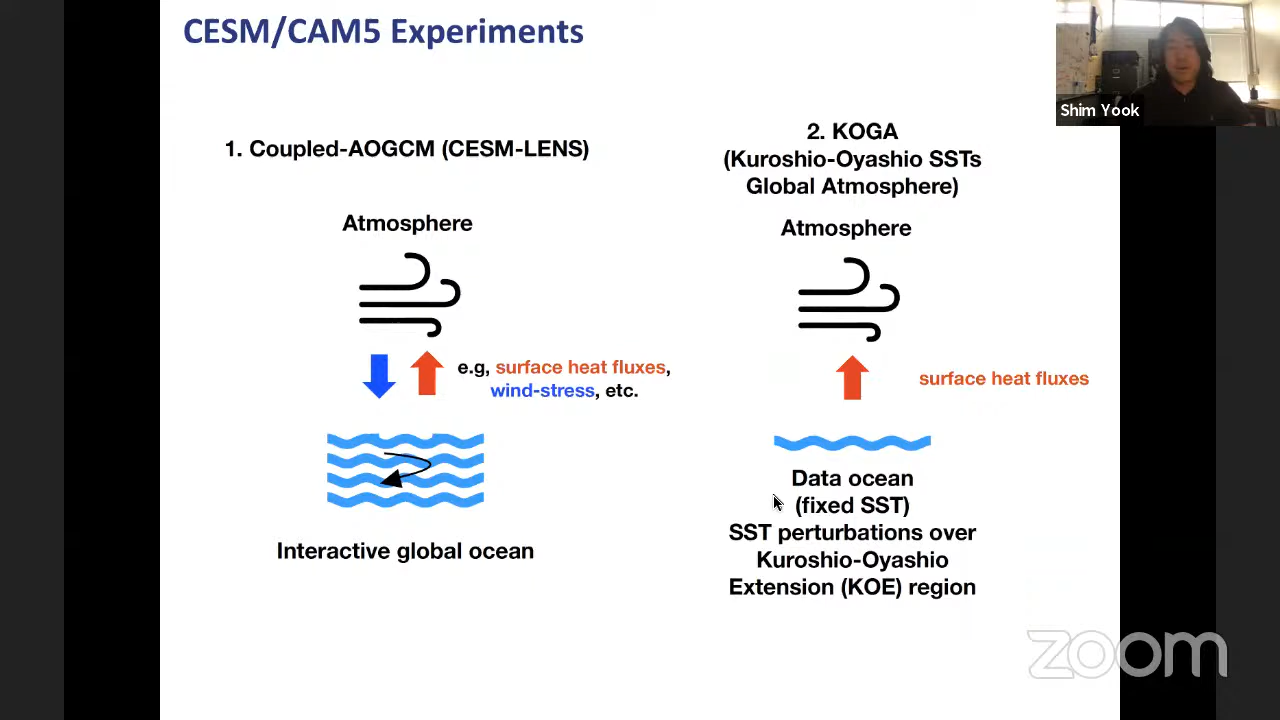 CESM/CAM5 Experiments
Shim Yook
1. Coupled-AOGCM (CESM-LENS)
Atmosphere
e.g, surface heat fluxes,
wind-stress, etc.
Interactive global ocean
2. KOGA
(Kuroshio-Oyashio SSTs
Global Atmosphere)
Atmosphere
surface heat fluxes
Data ocean
(fixed SST)
SST perturbations over
Kuroshio-Oyashio
Extension (KOE) region
zoom